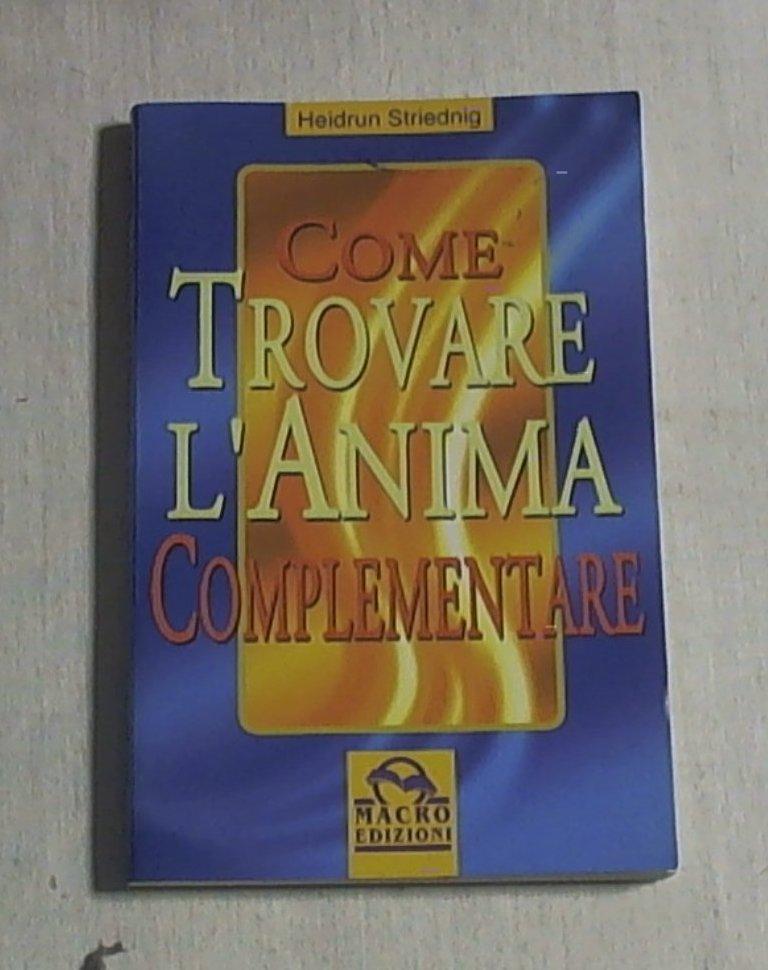 Heidrun Striednig
COME
TROVARE
L'ANIMA
COMPLEMENTARE
MACRO
EDIZIONI